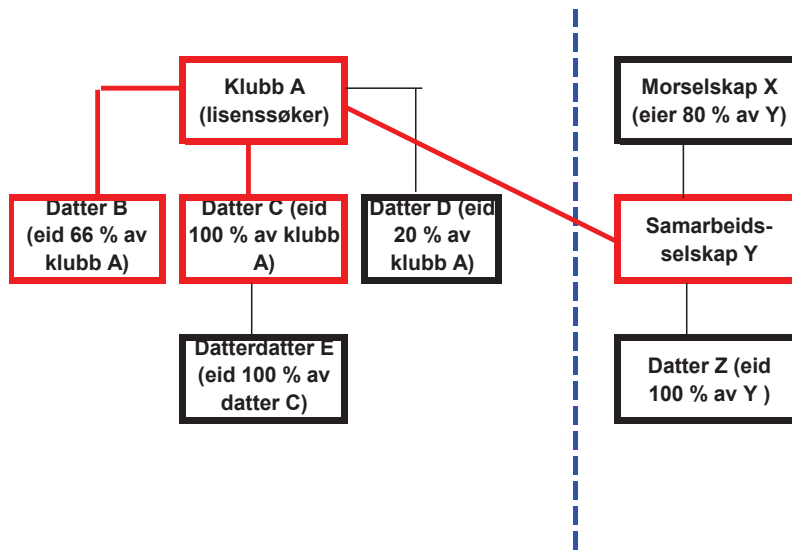 Klubb A
(lisenssøker)
Morselskap X
(eier 80 % av Y)
Datter B
(eid 66 % av
klubb A)
Datter C (eid
100 % av klubb
A)
Datter D (eid
20 % av
klubb A)
Samarbeids-
selskap Y
Datterdatter E
(eid 100 % av
datter C)
Datter Z (eid
100 % av Y )